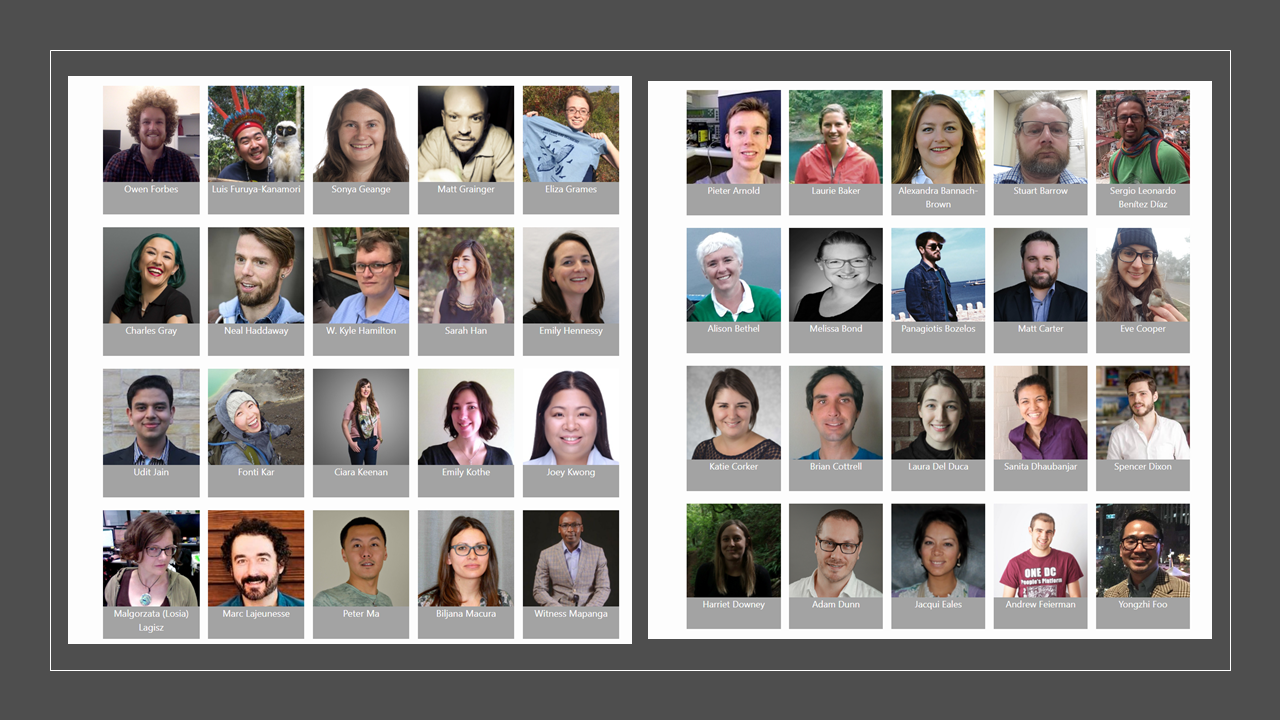 Owen Forbes
Luis Furuya-Kanamori
Sonya Geange
Matt Grainger
Eliza Grames
Charles Gray
Neal Haddaway
W. Kyle Hamilton
Sarah Han
Emily Hennessy
Udit Jain
Fonti Kar
Ciara Keenan
Emily Kothe
Joey Kwong
Malgorzata (Losia)
Lagisz
Marc Lajeunesse
Peter Ma
Biljana Macura
Witness Mapanga
Pieter Arnold
Laurie Baker
Alexandra Bannach-
Brown
Stuart Barrow
Sergio Leonardo
Benítez Díaz
Alison Bethel
Melissa Bond
Panagiotis Bozelos
Matt Carter
Eve Cooper
Katie Corker
Brian Cottrell
Laura Del Duca
Sanita Dhaubanjar
Spencer Dixon
ONE DC
People's Platform
Harriet Downey
Adam Dunn
Jacqui Eales
Andrew Feierman
Yongzhi Foo